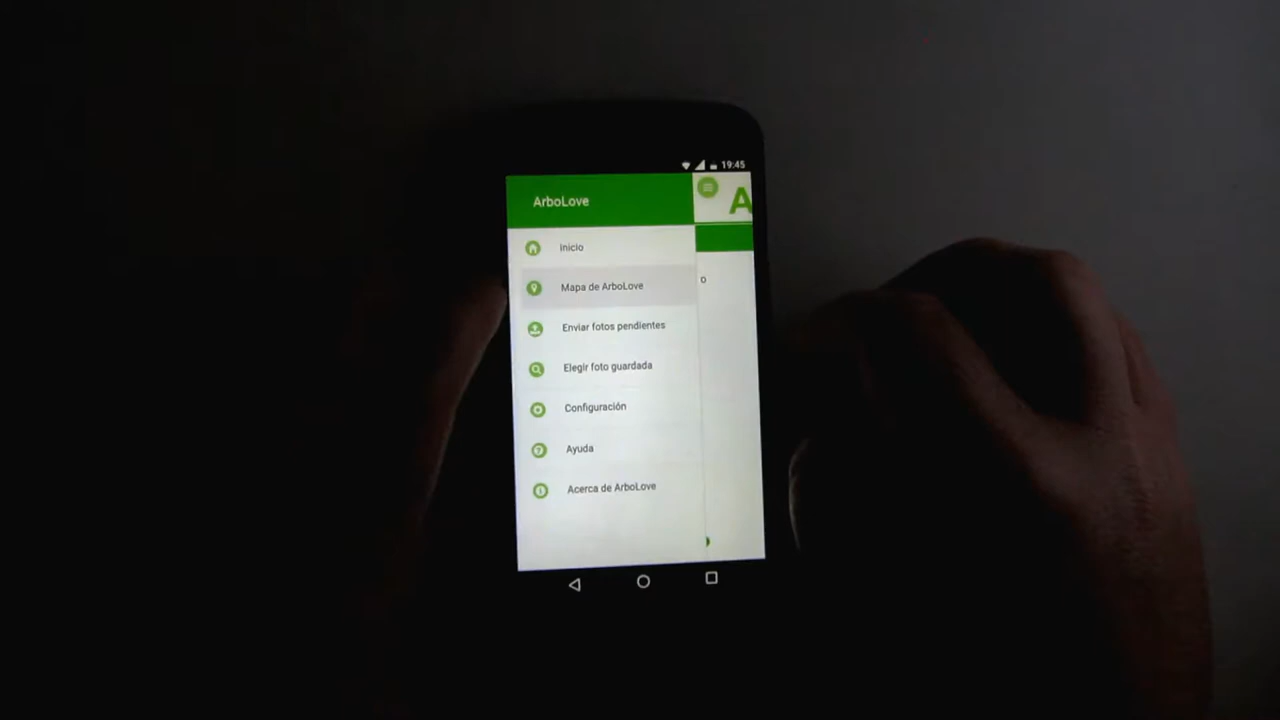 19:45
ArboLove
A
Inicio
Mapa de ArboLove
o
Enviar fotos pendientes
Elegir foto guardada
Configuración
Ayuda
Acerca de ArboLove